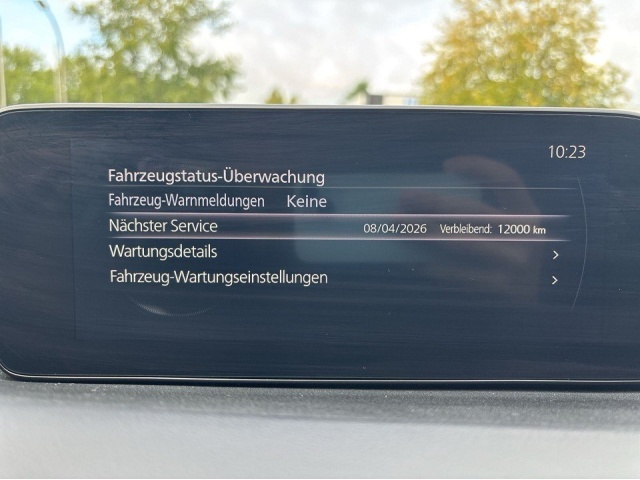 10:23
Fahrzeugstatus-Überwachung
Fahrzeug-Warnmeldungen Keine
Nächster Service 08/04/2026 Verbleibend: 12000 km
Wartungsdetails >
Fahrzeug-Wartungseinstellungen >